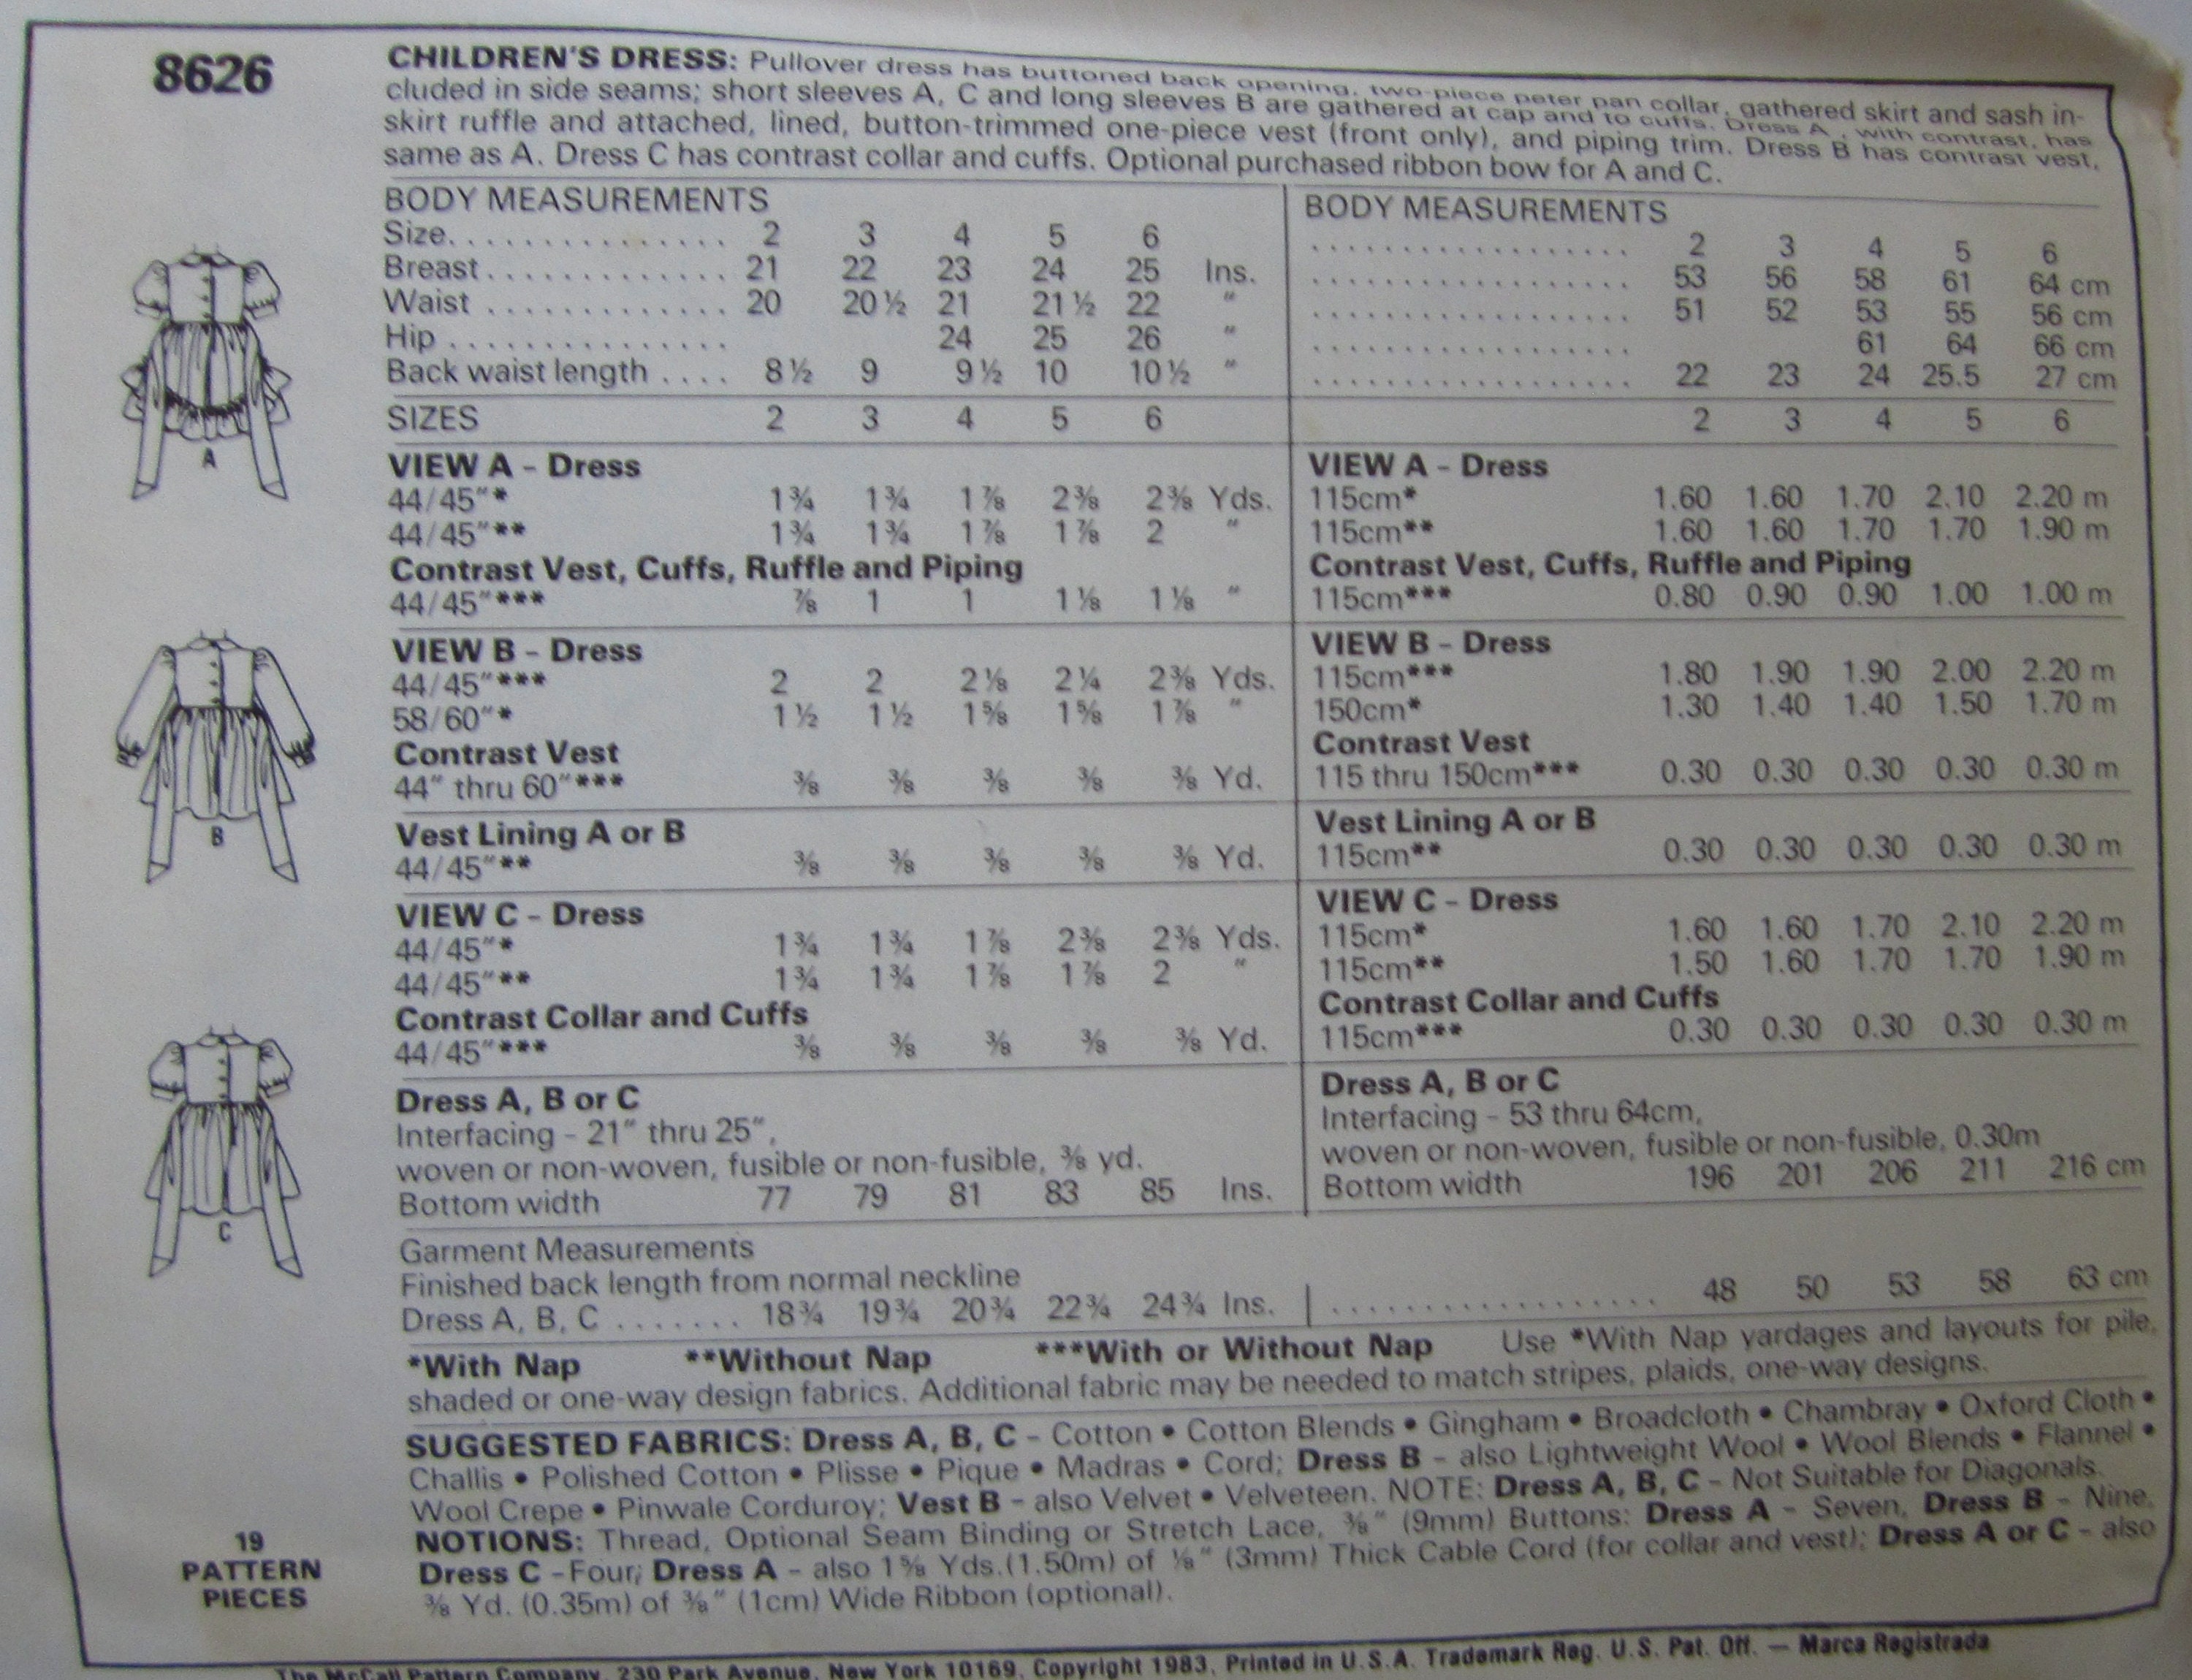 8626
CHILDREN'S DRESS: Pullover dress has buttoned back opening, two-piece peter pan collar, gathered skirt and sash in-
cluded in side seams; short sleeves A, C and long sleeves B are gathered at cap and to cuffs. Dress A, with contrast, has
skirt ruffle and attached, lined, button-trimmed one-piece vest (front only), and piping trim. Dress B has contrast vest,
same as A. Dress C has contrast collar and cuffs. Optional purchased ribbon bow for A and C.
BODY MEASUREMENTS
Size. . . . . . . . . . . . . . . 2 3 4 5 6
Breast . . . . . . . . . . . . . 21 22 23 24 25 Ins.
Waist . . . . . . . . . . . . . 20 20½ 21 21½ 22 "
Hip . . . . . . . . . . . . . . . 24 25 26 "
Back waist length . . . . 8½ 9 9½ 10 10½ "
SIZES 2 3 4 5 6
VIEW A - Dress
44/45"* 1¾ 1¾ 1⅞ 2⅜ 2⅜ Yds.
44/45"** 1¾ 1¾ 1⅞ 1⅞ 2 "
Contrast Vest, Cuffs, Ruffle and Piping
44/45"*** ⅞ 1 1 1⅛ 1⅛ "
VIEW B - Dress
44/45"*** 2 2 2⅛ 2¼ 2⅜ Yds.
58/60"* 1½ 1½ 1⅝ 1⅝ 1⅞ "
Contrast Vest
44" thru 60"*** ⅜ ⅜ ⅜ ⅜ ⅜ Yd.
Vest Lining A or B
44/45"** ⅜ ⅜ ⅜ ⅜ ⅜ Yd.
VIEW C - Dress
44/45"* 1¾ 1¾ 1⅞ 2⅜ 2⅜ Yds.
44/45"** 1¾ 1¾ 1⅞ 1⅞ 2 "
Contrast Collar and Cuffs
44/45"*** ⅜ ⅜ ⅜ ⅜ ⅜ Yd.
Dress A, B or C
Interfacing - 21" thru 25",
woven or non-woven, fusible or non-fusible, ⅜ yd.
Bottom width 77 79 81 83 85 Ins.
BODY MEASUREMENTS
. . . . . . . . . . . . . . . . . . 2 3 4 5 6
. . . . . . . . . . . . . . . . . . 53 56 58 61 64 cm
. . . . . . . . . . . . . . . . . . 51 52 53 55 56 cm
. . . . . . . . . . . . . . . . . . 61 64 66 cm
. . . . . . . . . . . . . . . . . . 22 23 24 25.5 27 cm
2 3 4 5 6
VIEW A - Dress
115cm* 1.60 1.60 1.70 2.10 2.20 m
115cm** 1.60 1.60 1.70 1.70 1.90 m
Contrast Vest, Cuffs, Ruffle and Piping
115cm*** 0.80 0.90 0.90 1.00 1.00 m
VIEW B - Dress
115cm*** 1.80 1.90 1.90 2.00 2.20 m
150cm* 1.30 1.40 1.40 1.50 1.70 m
Contrast Vest
115 thru 150cm*** 0.30 0.30 0.30 0.30 0.30 m
Vest Lining A or B
115cm** 0.30 0.30 0.30 0.30 0.30 m
VIEW C - Dress
115cm* 1.60 1.60 1.70 2.10 2.20 m
115cm** 1.50 1.60 1.70 1.70 1.90 m
Contrast Collar and Cuffs
115cm*** 0.30 0.30 0.30 0.30 0.30 m
Dress A, B or C
Interfacing - 53 thru 64cm,
woven or non-woven, fusible or non-fusible, 0.30m
Bottom width 196 201 206 211 216 cm
Garment Measurements
Finished back length from normal neckline
Dress A, B, C . . . . . . . 18¾ 19¾ 20¾ 22¾ 24¾ Ins. . . . . . . . . . . . . . . . . . . 48 50 53 58 63 cm
*With Nap **Without Nap ***With or Without Nap Use *With Nap yardages and layouts for pile,
shaded or one-way design fabrics. Additional fabric may be needed to match stripes, plaids, one-way designs.
SUGGESTED FABRICS: Dress A, B, C - Cotton • Cotton Blends • Gingham • Broadcloth • Chambray • Oxford Cloth •
Challis • Polished Cotton • Plisse • Pique • Madras • Cord; Dress B - also Lightweight Wool • Wool Blends • Flannel •
Wool Crepe • Pinwale Corduroy; Vest B - also Velvet • Velveteen. NOTE: Dress A, B, C - Not Suitable for Diagonals.
NOTIONS: Thread, Optional Seam Binding or Stretch Lace, ⅜" (9mm) Buttons: Dress A - Seven, Dress B - Nine,
Dress C - Four; Dress A - also 1⅝ Yds. (1.50m) of ⅛" (3mm) Thick Cable Cord (for collar and vest); Dress A or C - also
⅜ Yd. (0.35m) of ⅜" (1cm) Wide Ribbon (optional).
A
B
C
19
PATTERN
PIECES
The McCall Pattern Company, 230 Park Avenue, New York 10169, Copyright 1983, Printed in U.S.A. Trademark Reg. U.S. Pat. Off. — Marca Registrada